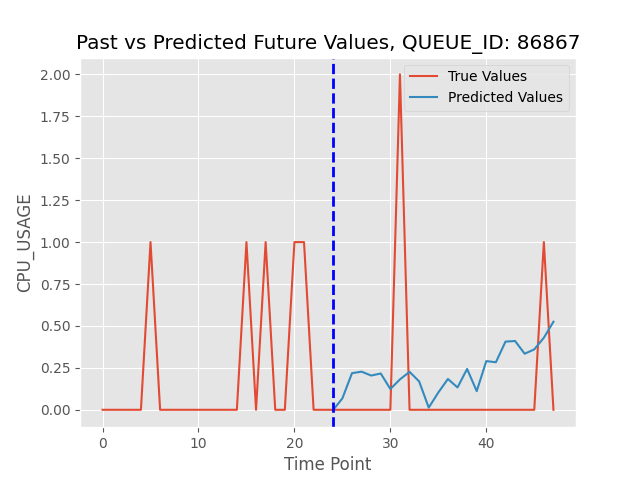 Past vs Predicted Future Values, QUEUE_ID: 86867
True Values
Predicted Values
2.00
1.75
1.50
1.25
1.00
0.75
0.50
0.25
0.00
CPU_USAGE
0 10 20 30 40
Time Point